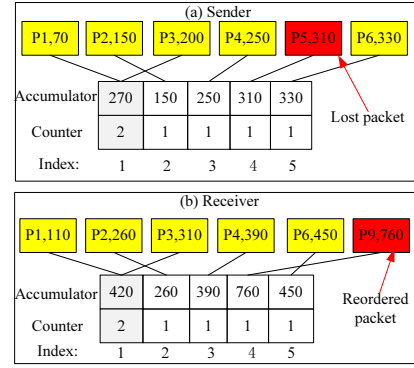 (a) Sender
P1,70 P2,150 P3,200 P4,250 P5,310 P6,330
Accumulator 270 150 250 310 330
Lost packet
Counter 2 1 1 1 1
Index: 1 2 3 4 5
(b) Receiver
P1,110 P2,260 P3,310 P4,390 P6,450 P9,760
Accumulator 420 260 390 760 450
Reordered
packet
Counter 2 1 1 1 1
Index: 1 2 3 4 5